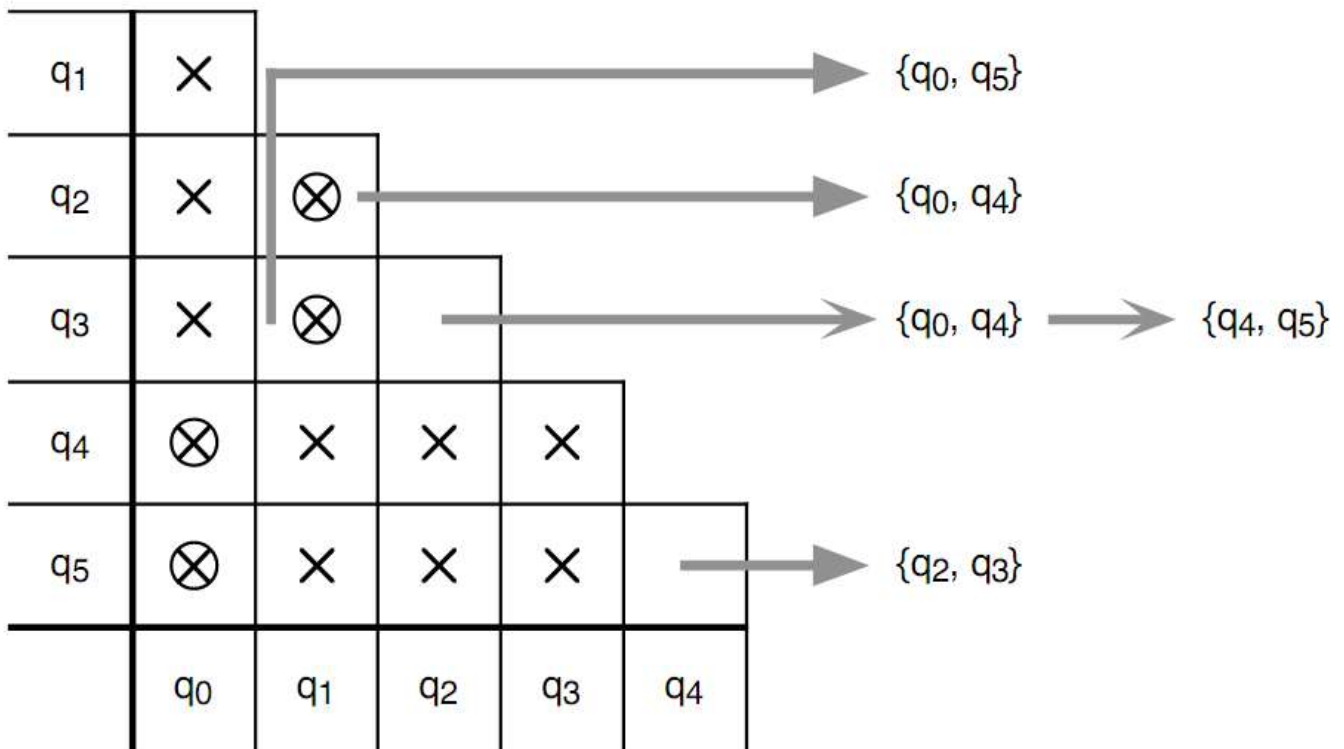 q₁ × {q₀, q₅}
q₂ × ⊗ {q₀, q₄}
q₃ × ⊗ {q₀, q₄} {q₄, q₅}
q₄ ⊗ × × ×
q₅ ⊗ × × × {q₂, q₃}
q₀ q₁ q₂ q₃ q₄